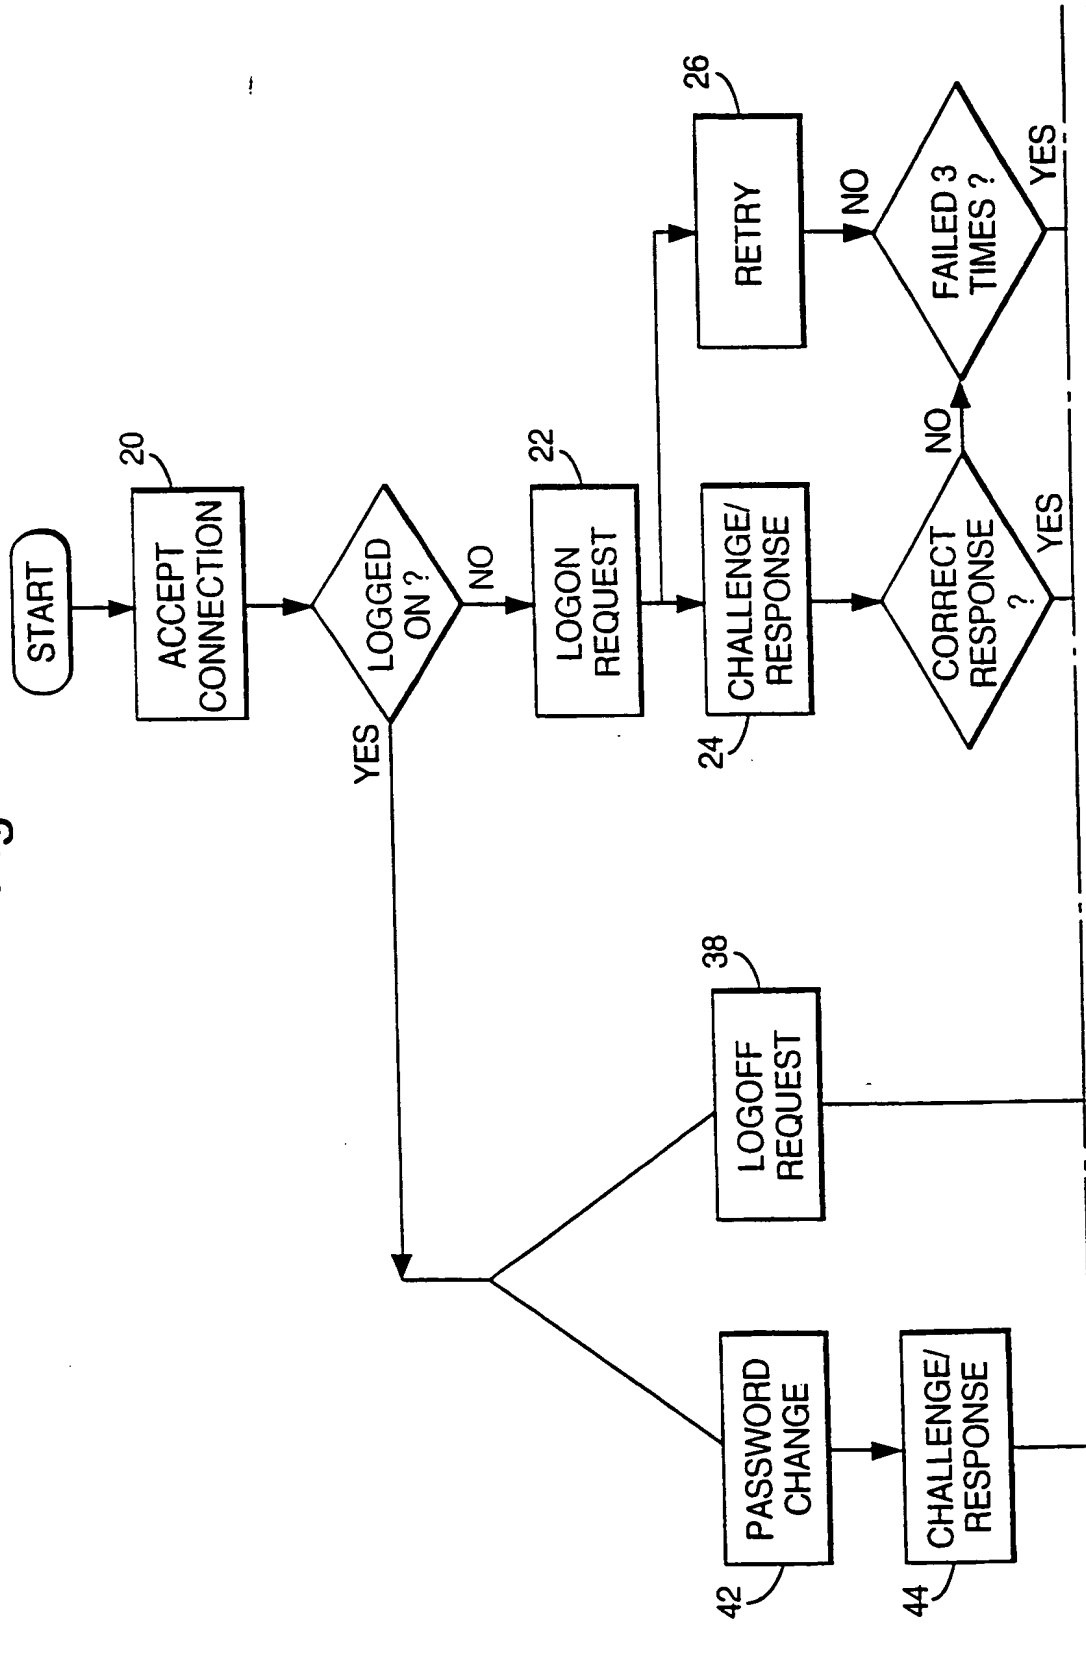 START
20
ACCEPT
CONNECTION
LOGGED
ON ?
YES
NO
22
LOGON
REQUEST
26
RETRY
24
CHALLENGE/
RESPONSE
NO
FAILED 3
TIMES ?
YES
NO
CORRECT
RESPONSE
?
YES
38
LOGOFF
REQUEST
42
PASSWORD
CHANGE
44
CHALLENGE/
RESPONSE